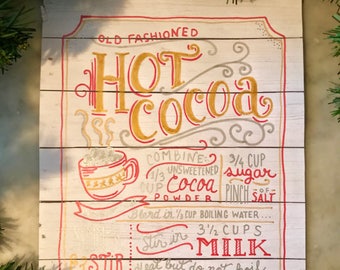 OLD FASHIONED
HOT
COCOA
COMBINE:
1/3 CUP
UNSWEETENED
COCOA
POWDER
3/4 CUP
sugar
PINCH OF
SALT
Blend in 1/2 CUP BOILING WATER...
Stir in 3 1/2 CUPS
MILK
STIR
Heat but do not boil